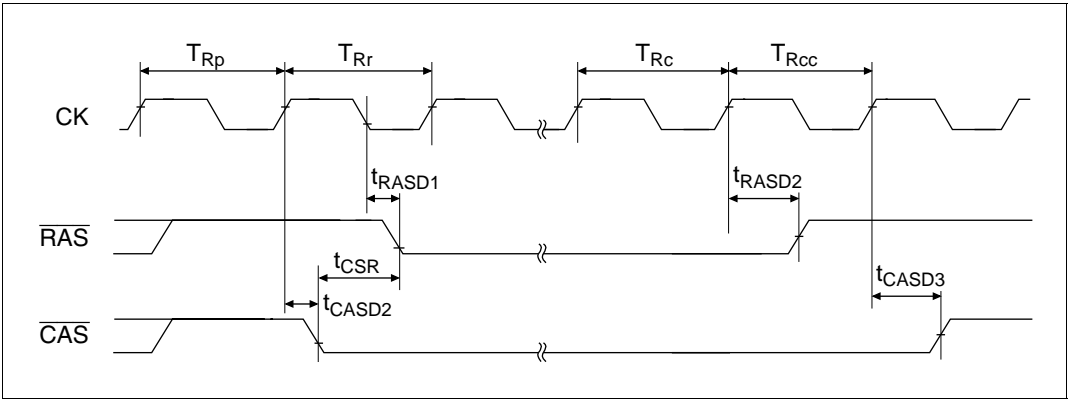 TRp TRr TRc TRcc
CK
tRASD1 tRASD2
RAS
tCSR
tCASD3
tCASD2
CAS